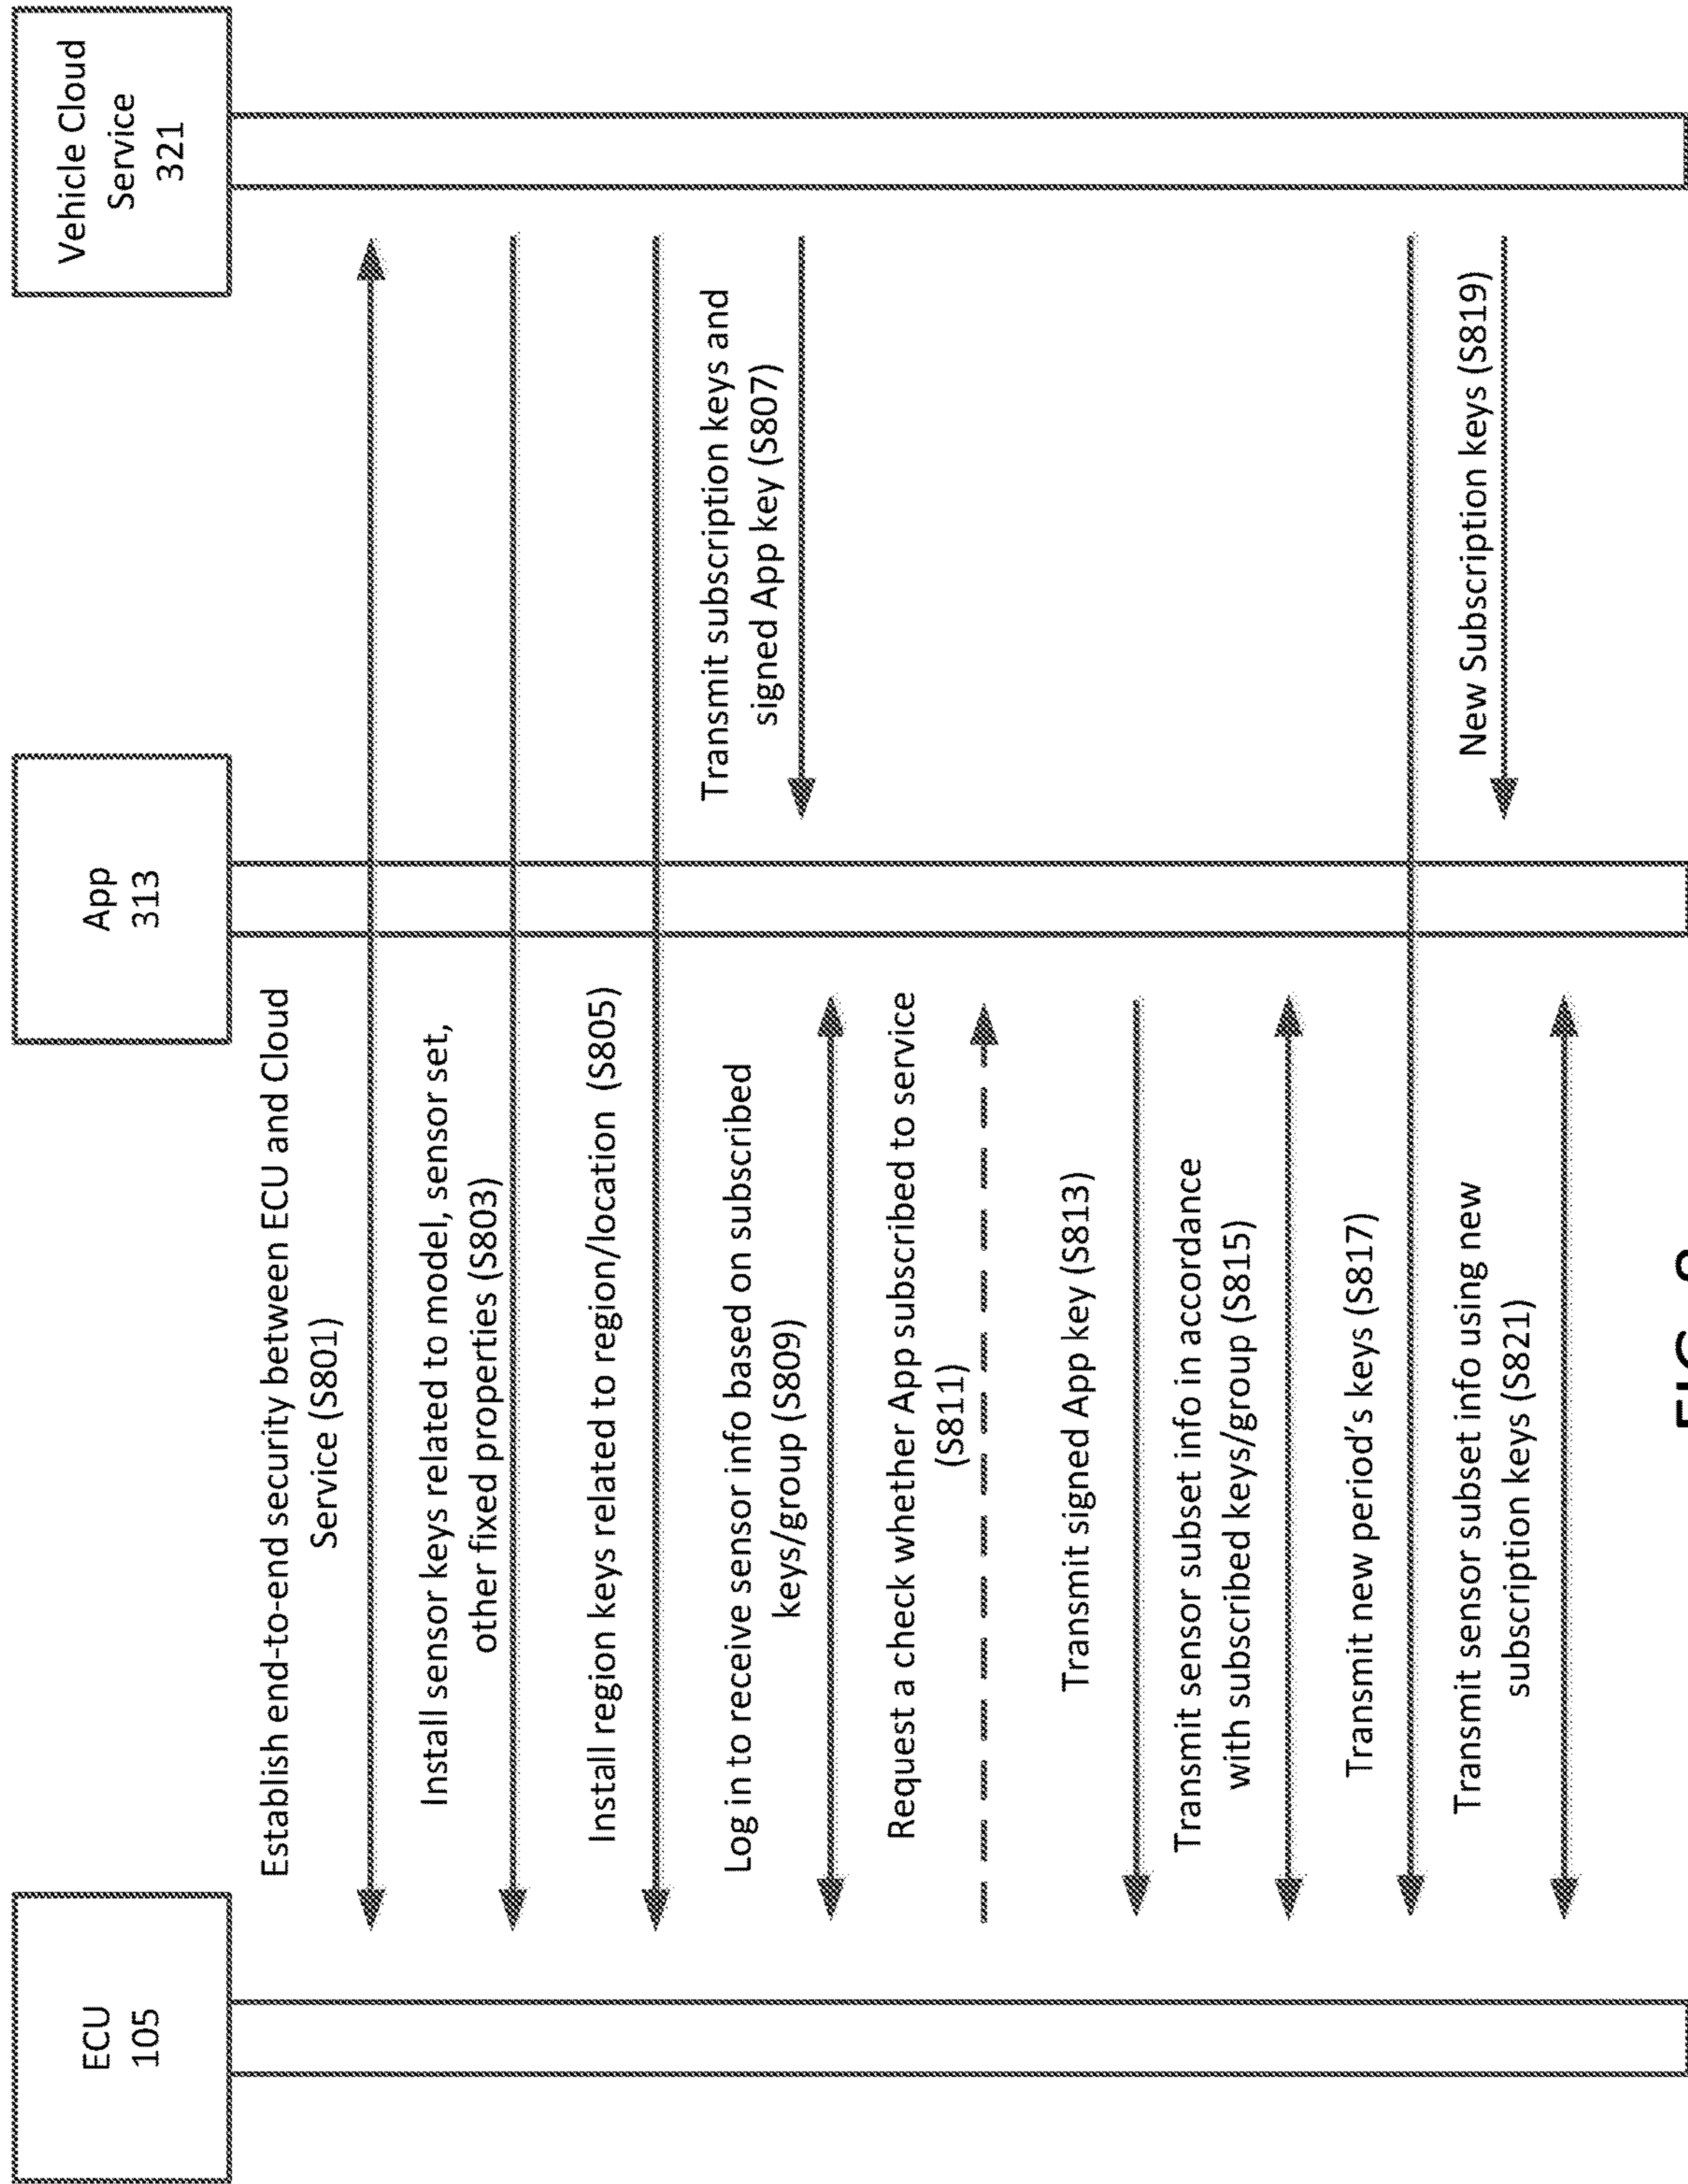 ECU
105
App
313
Vehicle Cloud
Service
321
Establish end-to-end security between ECU and Cloud
Service (S801)
Install sensor keys related to model, sensor set,
other fixed properties (S803)
Install region keys related to region/location (S805)
Transmit subscription keys and
signed App key (S807)
Log in to receive sensor info based on subscribed
keys/group (S809)
Request a check whether App subscribed to service
(S811)
Transmit signed App key (S813)
Transmit sensor subset info in accordance
with subscribed keys/group (S815)
Transmit new period's keys (S817)
New Subscription keys (S819)
Transmit sensor subset info using new
subscription keys (S821)